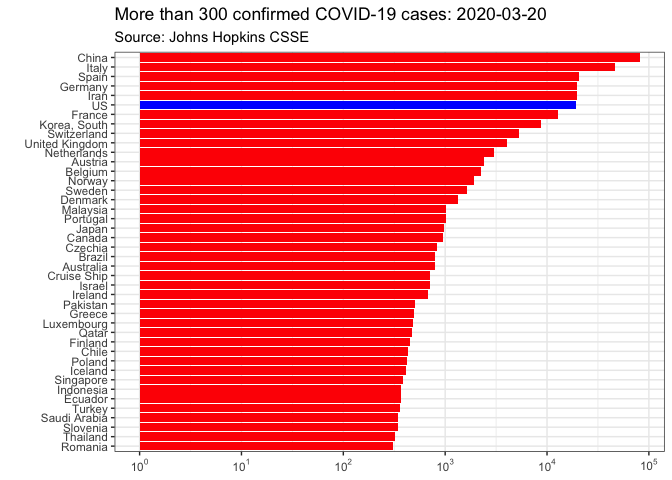 More than 300 confirmed COVID-19 cases: 2020-03-20
Source: Johns Hopkins CSSE
China
Italy
Spain
Germany
Iran
US
France
Korea, South
Switzerland
United Kingdom
Netherlands
Austria
Belgium
Norway
Sweden
Denmark
Malaysia
Portugal
Japan
Canada
Czechia
Brazil
Australia
Cruise Ship
Israel
Ireland
Pakistan
Greece
Luxembourg
Qatar
Finland
Chile
Poland
Iceland
Singapore
Indonesia
Ecuador
Turkey
Saudi Arabia
Slovenia
Thailand
Romania
10⁰ 10¹ 10² 10³ 10⁴ 10⁵